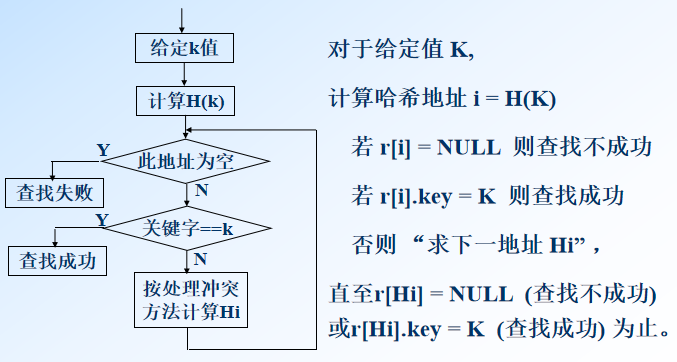 给定k值
计算H(k)
Y
此地址为空
N
查找失败
Y
关键字==k
查找成功
N
按处理冲突
方法计算Hi
对于给定值 K,
计算哈希地址 i = H(K)
若 r[i] = NULL 则查找不成功
若 r[i].key = K 则查找成功
否则 “求下一地址 Hi” ，
直至r[Hi] = NULL (查找不成功)
或r[Hi].key = K (查找成功) 为止。